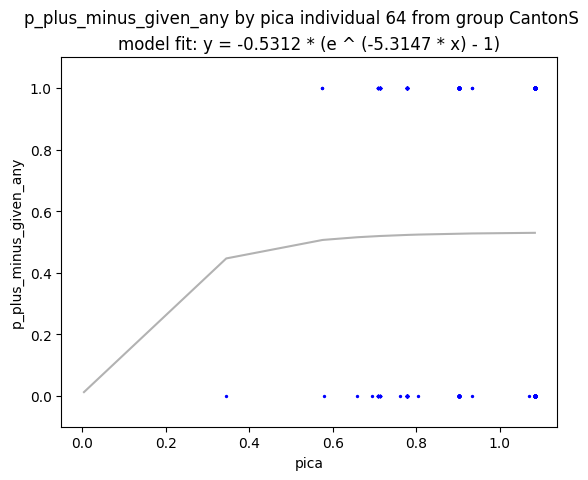 p_plus_minus_given_any by pica individual 64 from group CantonS
model fit: y = -0.5312 * (e ^ (-5.3147 * x) - 1)
1.0
0.8
0.6
0.4
0.2
0.0
p_plus_minus_given_any
0.0 0.2 0.4 0.6 0.8 1.0
pica